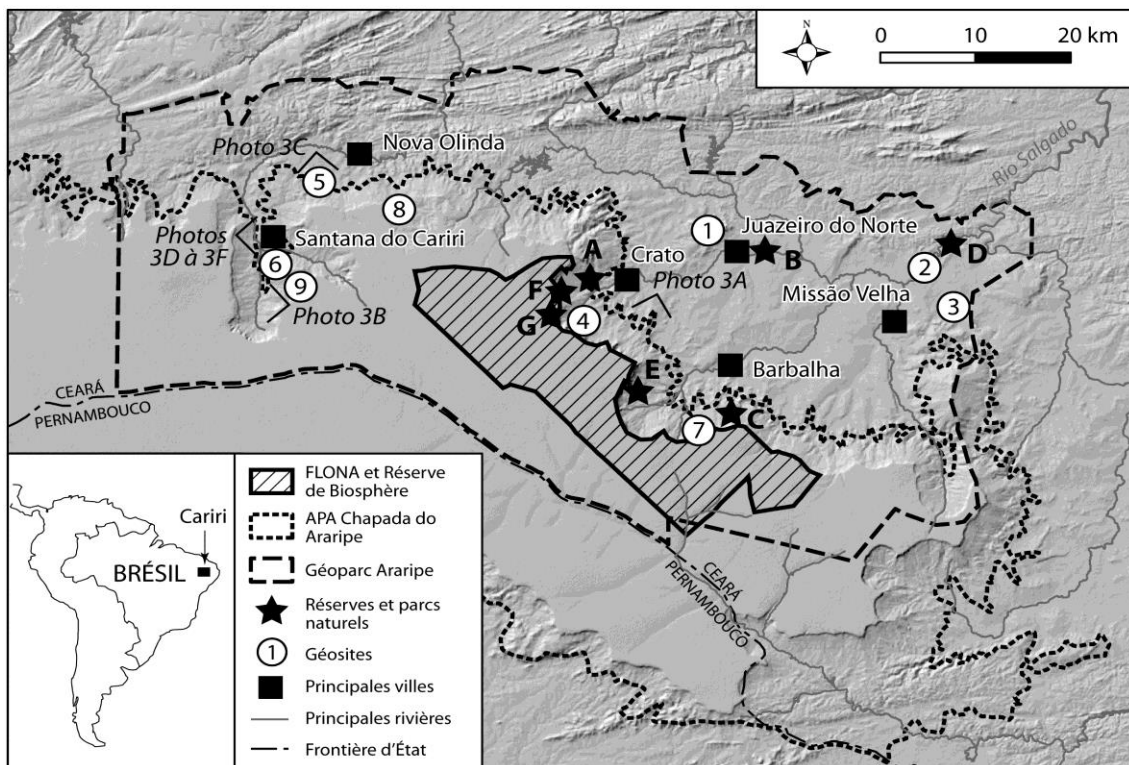 N
0 10 20 km
Rio Salgado
Photo 3C
Nova Olinda
5
8
1
Juazeiro do Norte
B
2
D
Santana do Cariri
Photos
3D à 3F
6
9
Photo 3B
A
Crato
Photo 3A
F
G
4
Missão Velha
3
E
Barbalha
7
C
CEARÁ
PERNAMBOUCO
CEARÁ
PERNAMBOUCO
Cariri
BRÉSIL
FLONA et Réserve
de Biosphère
APA Chapada do
Araripe
Géoparc Araripe
Réserves et parcs
naturels
1
Géosites
Principales villes
Principales rivières
Frontière d'État